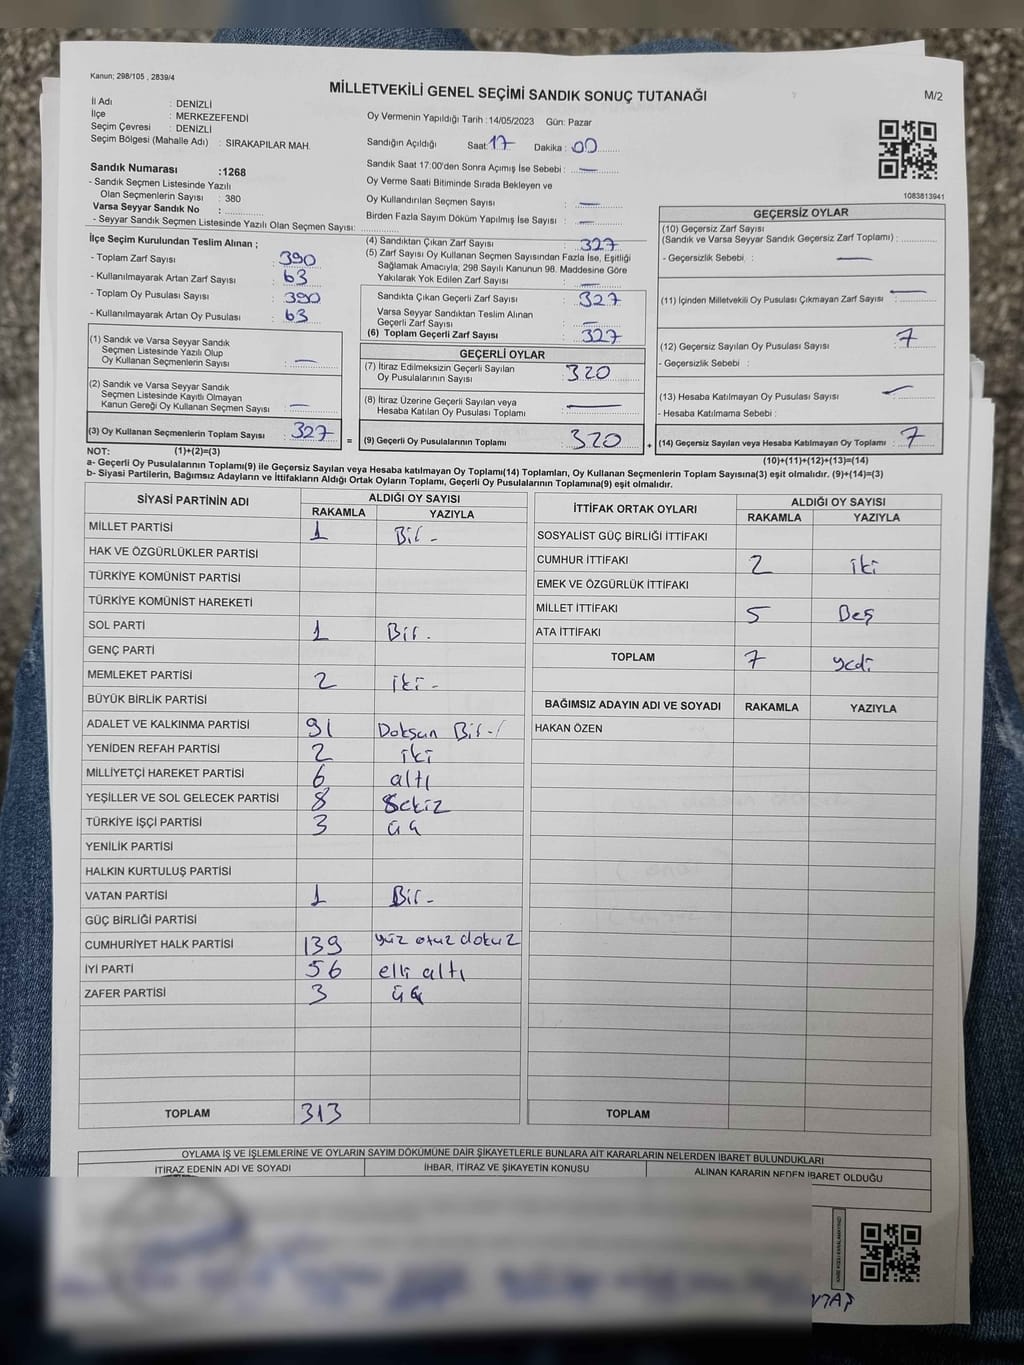 Kanun; 298/105 , 2839/4
MİLLETVEKİLİ GENEL SEÇİMİ SANDIK SONUÇ TUTANAĞI
M/2
İl Adı : DENİZLİ
İlçe : MERKEZEFENDİ
Seçim Çevresi : DENİZLİ
Seçim Bölgesi (Mahalle Adı) : SIRAKAPILAR MAH.
Oy Vermenin Yapıldığı Tarih :14/05/2023 Gün: Pazar
Sandığın Açıldığı Saat: 17 Dakika : 00
Sandık Saat 17:00'den Sonra Açımış İse Sebebi : —
Oy Verme Saati Bitiminde Sırada Bekleyen ve
Oy Kullandırılan Seçmen Sayısı : —
Birden Fazla Sayım Döküm Yapılmış İse Sayısı : —
1083813941
Sandık Numarası :1268
- Sandık Seçmen Listesinde Yazılı
Olan Seçmenlerin Sayısı : 380
Varsa Seyyar Sandık No :
- Seyyar Sandık Seçmen Listesinde Yazılı Olan Seçmen Sayısı:
İlçe Seçim Kurulundan Teslim Alınan ;
- Toplam Zarf Sayısı : 390
- Kullanılmayarak Artan Zarf Sayısı : 63
- Toplam Oy Pusulası Sayısı : 390
- Kullanılmayarak Artan Oy Pusulası : 63
(1) Sandık ve Varsa Seyyar Sandık
Seçmen Listesinde Yazılı Olup
Oy Kullanan Seçmenlerin Sayısı : —
(2) Sandık ve Varsa Seyyar Sandık
Seçmen Listesinde Kayıtlı Olmayan
Kanun Gereği Oy Kullanan Seçmen Sayısı : —
(3) Oy Kullanan Seçmenlerin Toplam Sayısı : 327
(4) Sandıktan Çıkan Zarf Sayısı : 327
(5) Zarf Sayısı Oy Kullanan Seçmen Sayısından Fazla İse, Eşitliği
Sağlamak Amacıyla; 298 Sayılı Kanunun 98. Maddesine Göre
Yakılarak Yok Edilen Zarf Sayısı : —
Sandıkta Çıkan Geçerli Zarf Sayısı : 327
Varsa Seyyar Sandıktan Teslim Alınan
Geçerli Zarf Sayısı : —
(6) Toplam Geçerli Zarf Sayısı : 327
GEÇERLİ OYLAR
(7) İtiraz Edilmeksizin Geçerli Sayılan
Oy Pusulalarının Sayısı : 320
(8) İtiraz Üzerine Geçerli Sayılan veya
Hesaba Katılan Oy Pusulası Toplamı : —
= (9) Geçerli Oy Pusulalarının Toplamı : 320
GEÇERSİZ OYLAR
(10) Geçersiz Zarf Sayısı
(Sandık ve Varsa Seyyar Sandık Geçersiz Zarf Toplamı) :
- Geçersizlik Sebebi : —
(11) İçinden Milletvekili Oy Pusulası Çıkmayan Zarf Sayısı : —
(12) Geçersiz Sayılan Oy Pusulası Sayısı : 7
- Geçersizlik Sebebi :
(13) Hesaba Katılmayan Oy Pusulası Sayısı : —
- Hesaba Katılmama Sebebi :
+ (14) Geçersiz Sayılan veya Hesaba Katılmayan Oy Toplamı : 7
NOT: (1)+(2)=(3)
(10)+(11)+(12)+(13)=(14)
a- Geçerli Oy Pusulalarının Toplamı(9) ile Geçersiz Sayılan veya Hesaba katılmayan Oy Toplamı(14) Toplamları, Oy Kullanan Seçmenlerin Toplam Sayısına(3) eşit olmalıdır. (9)+(14)=(3)
b- Siyasi Partilerin, Bağımsız Adayların ve İttifakların Aldığı Ortak Oyların Toplamı, Geçerli Oy Pusulalarının Toplamına(9) eşit olmalıdır.
SİYASİ PARTİNİN ADI ALDIĞI OY SAYISI
RAKAMLA YAZIYLA
MİLLET PARTİSİ 1 Bir -
HAK VE ÖZGÜRLÜKLER PARTİSİ
TÜRKİYE KOMÜNİST PARTİSİ
TÜRKİYE KOMÜNİST HAREKETİ
SOL PARTİ 1 Bir.
GENÇ PARTİ
MEMLEKET PARTİSİ 2 iki -
BÜYÜK BİRLİK PARTİSİ
ADALET VE KALKINMA PARTİSİ 91 Doksan Bir -/
YENİDEN REFAH PARTİSİ 2 iki
MİLLİYETÇİ HAREKET PARTİSİ 6 altı
YEŞİLLER VE SOL GELECEK PARTİSİ 8 Sekiz
TÜRKİYE İŞÇİ PARTİSİ 3 üç
YENİLİK PARTİSİ
HALKIN KURTULUŞ PARTİSİ
VATAN PARTİSİ 1 Bir -
GÜÇ BİRLİĞİ PARTİSİ
CUMHURİYET HALK PARTİSİ 139 yüz otuz dokuz
İYİ PARTİ 56 elli altı
ZAFER PARTİSİ 3 üç
TOPLAM 313
İTTİFAK ORTAK OYLARI ALDIĞI OY SAYISI
RAKAMLA YAZIYLA
SOSYALİST GÜÇ BİRLİĞİ İTTİFAKI
CUMHUR İTTİFAKI 2 iki
EMEK VE ÖZGÜRLÜK İTTİFAKI
MİLLET İTTİFAKI 5 Beş
ATA İTTİFAKI
TOPLAM 7 yedi
BAĞIMSIZ ADAYIN ADI VE SOYADI RAKAMLA YAZIYLA
HAKAN ÖZEN
TOPLAM
OYLAMA İŞ VE İŞLEMLERİNE VE OYLARIN SAYIM DÖKÜMÜNE DAİR ŞİKAYETLERLE BUNLARA AİT KARARLARIN NELERDEN İBARET BULUNDUKLARI
İTİRAZ EDENİN ADI VE SOYADI İHBAR, İTİRAZ VE ŞİKAYETİN KONUSU ALINAN KARARIN NEDEN İBARET OLDUĞU